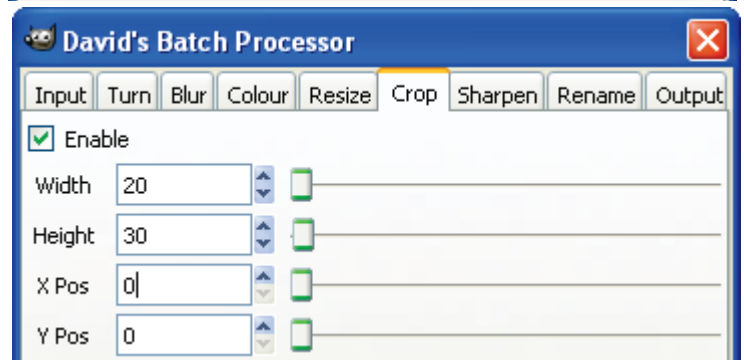 David's Batch Processor
Input Turn Blur Colour Resize Crop Sharpen Rename Output
Enable
Width 20
Height 30
X Pos 0
Y Pos 0